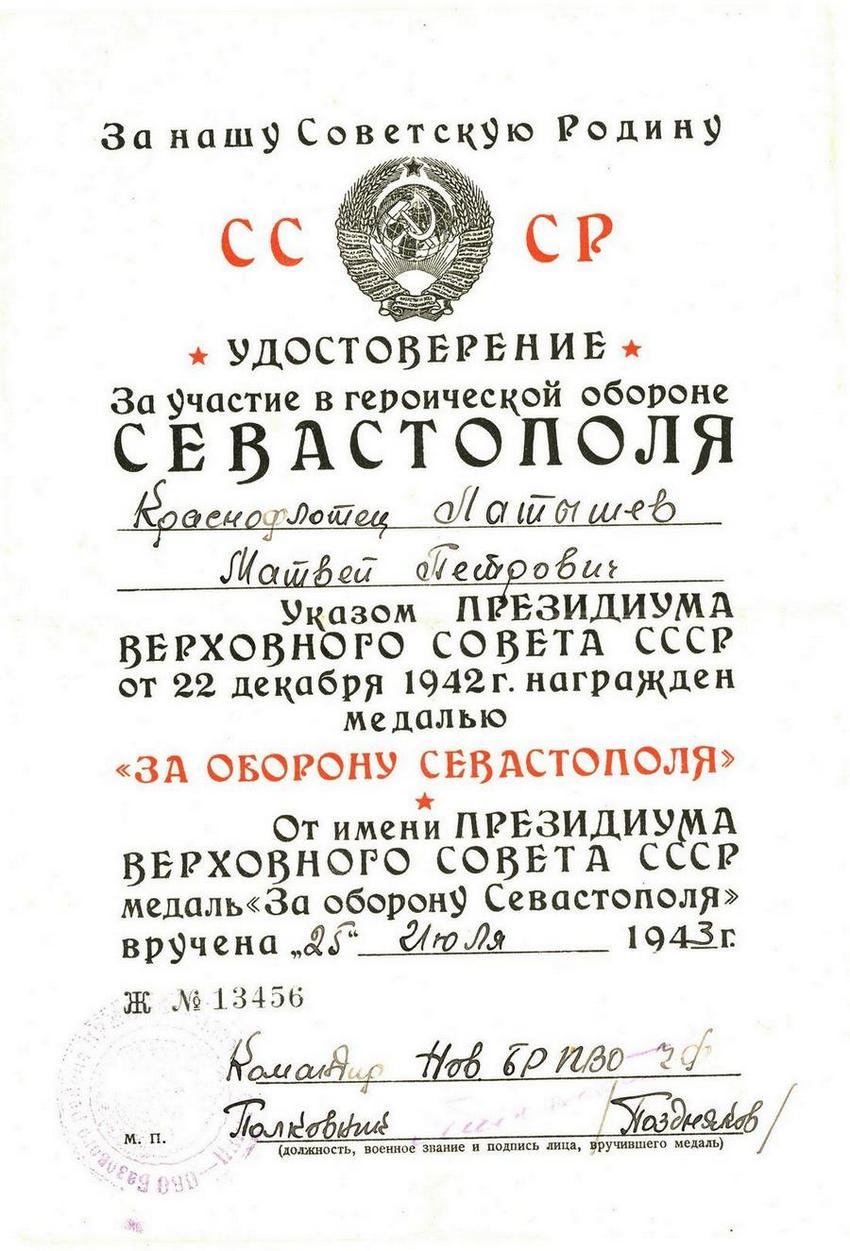 За нашу Советскую Родину
СССР
УДОСТОВЕРЕНИЕ
За участие в героической обороне
СЕВАСТОПОЛЯ
Краснофлотец Латышев
Матвей Петрович
Указом ПРЕЗИДИУМА
ВЕРХОВНОГО СОВЕТА СССР
от 22 декабря 1942 г. награжден
медалью
«ЗА ОБОРОНУ СЕВАСТОПОЛЯ»
От имени ПРЕЗИДИУМА
ВЕРХОВНОГО СОВЕТА СССР
медаль «За оборону Севастополя»
вручена „25“ Июля 1943 г.
Ж № 13456
Командир Нов. БР ПВО ЧФ
Полковник /Поздняков/
М. П.
(должность, военное звание и подпись лица, вручившего медаль)